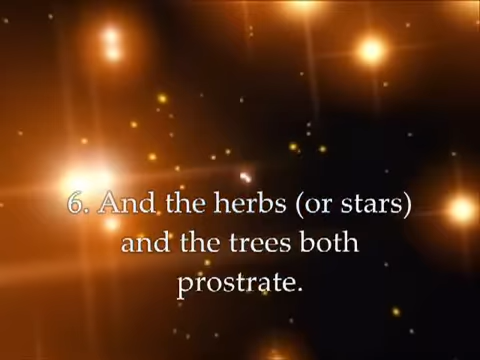 6. And the herbs (or stars)
and the trees both
prostrate.